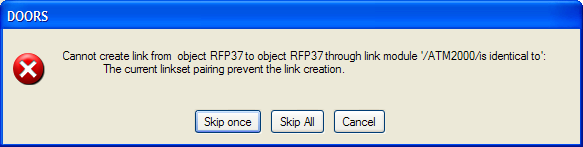 DOORS
Cannot create link from  object RFP37 to object RFP37 through link module '/ATM2000/is identical to':
The current linkset pairing prevent the link creation.
Skip once
Skip All
Cancel